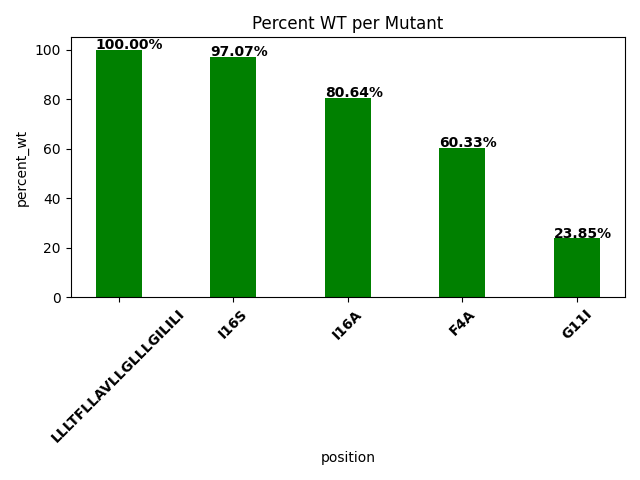 Percent WT per Mutant
percent_wt
100
80
60
40
20
0
100.00%
97.07%
80.64%
60.33%
23.85%
LLLTFLLAVLLGLLLGILILI
I16S
I16A
F4A
G11I
position